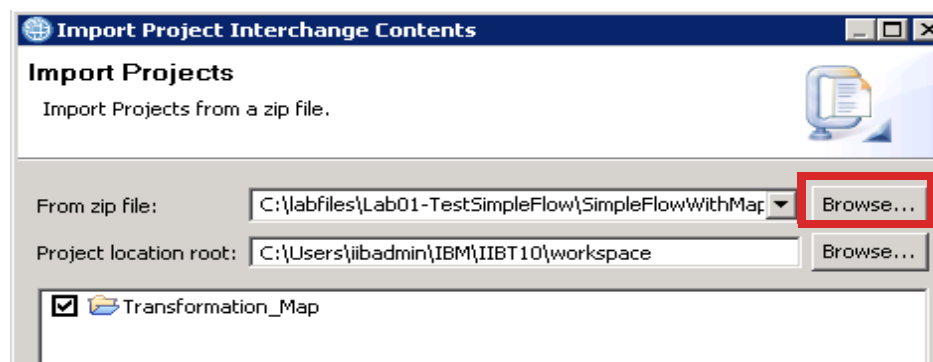 Import Project Interchange Contents
Import Projects
Import Projects from a zip file.
From zip file: C:\labfiles\Lab01-TestSimpleFlow\SimpleFlowWithMap Browse...
Project location root: C:\Users\iibadmin\IBM\IIBT10\workspace Browse...
Transformation_Map